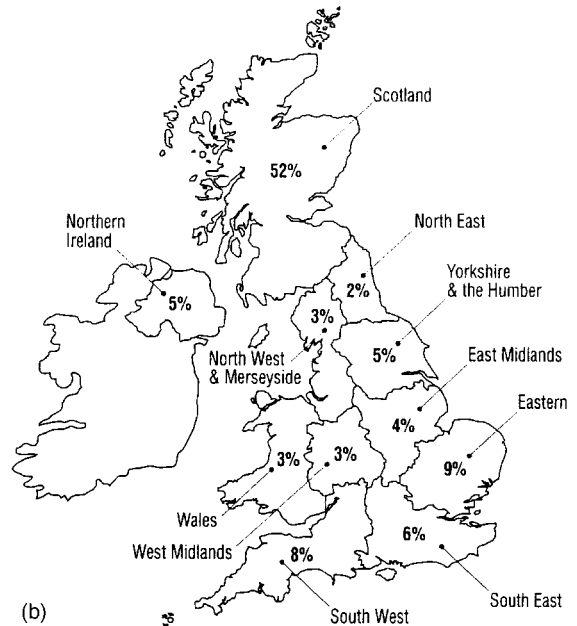 Scotland
52%
Northern
Ireland
5%
North East
2%
Yorkshire
& the Humber
3%
North West
& Merseyside
5%
East Midlands
4%
Eastern
9%
3%
Wales
3%
West Midlands
6%
South East
8%
South West
(b)